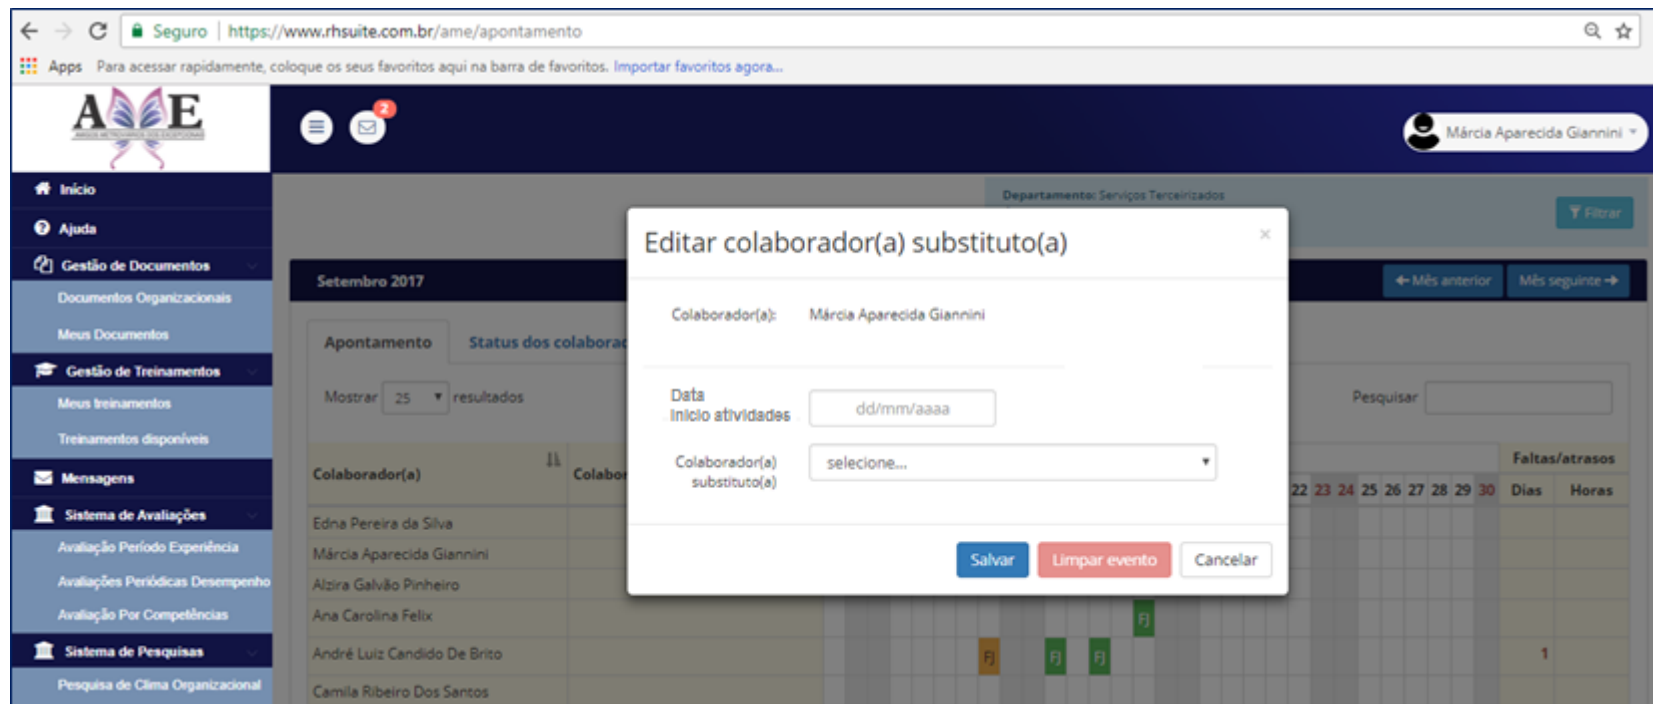 Seguro | https://www.rhsuite.com.br/ame/apontamento
Apps Para acessar rapidamente, coloque os seus favoritos aqui na barra de favoritos. Importar favoritos agora...
AME
2
Márcia Aparecida Giannini
Início
Ajuda
Gestão de Documentos
Documentos Organizacionais
Meus Documentos
Gestão de Treinamentos
Meus treinamentos
Treinamentos disponíveis
Mensagens
Sistema de Avaliações
Avaliação Período Experiência
Avaliações Periódicas Desempenho
Avaliação Por Competências
Sistema de Pesquisas
Pesquisa de Clima Organizacional
Departamento: Serviços Terceirizados
Filtrar
Setembro 2017
Mês anterior
Mês seguinte
Apontamento
Status dos colaborad
Mostrar 25 resultados
Pesquisar
Colaborador(a) Colabor
22 23 24 25 26 27 28 29 30
Faltas/atrasos
Dias Horas
Edna Pereira da Silva
Márcia Aparecida Giannini
Alzira Galvão Pinheiro
Ana Carolina Felix FJ
André Luiz Candido De Brito FJ FJ FJ 1
Camila Ribeiro Dos Santos
Editar colaborador(a) substituto(a) ×
Colaborador(a): Márcia Aparecida Giannini
Data
Inicio atividades
dd/mm/aaaa
Colaborador(a)
substituto(a)
selecione...
Salvar Limpar evento Cancelar